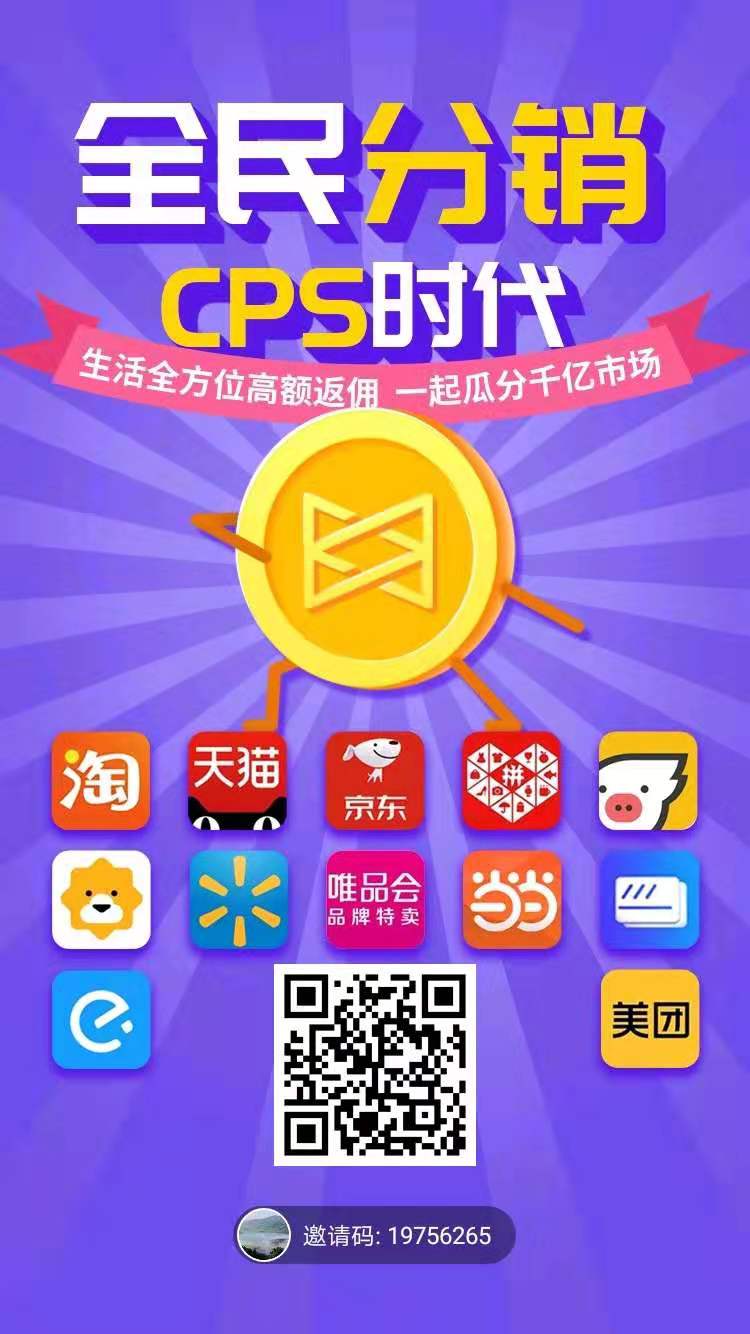 全民分销
CPS时代
生活全方位高额返佣 一起瓜分千亿市场
淘
天猫
京东
拼
唯品会
品牌特卖
当当
e
美团
邀请码: 19756265